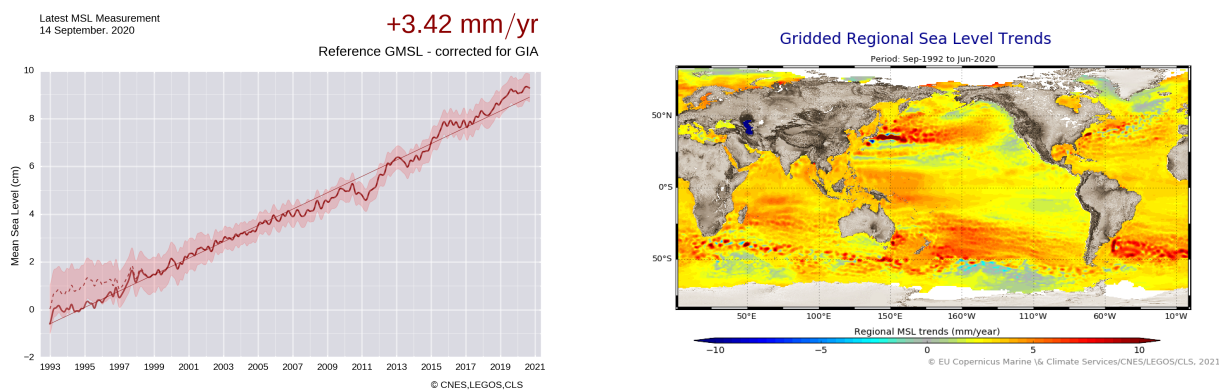 Latest MSL Measurement
14 September. 2020
+3.42 mm/yr
Reference GMSL - corrected for GIA
Mean Sea Level (cm)
10
8
6
4
2
0
−2
1993
1995
1997
1999
2001
2003
2005
2007
2009
2011
2013
2015
2017
2019
2021
© CNES,LEGOS,CLS
Gridded Regional Sea Level Trends
Period: Sep-1992 to Jun-2020
50°N
0°S
50°S
50°E
100°E
150°E
160°W
110°W
60°W
10°W
Regional MSL trends (mm/year)
−10
−5
0
5
10
© EU Copernicus Marine \& Climate Services/CNES/LEGOS/CLS, 2021